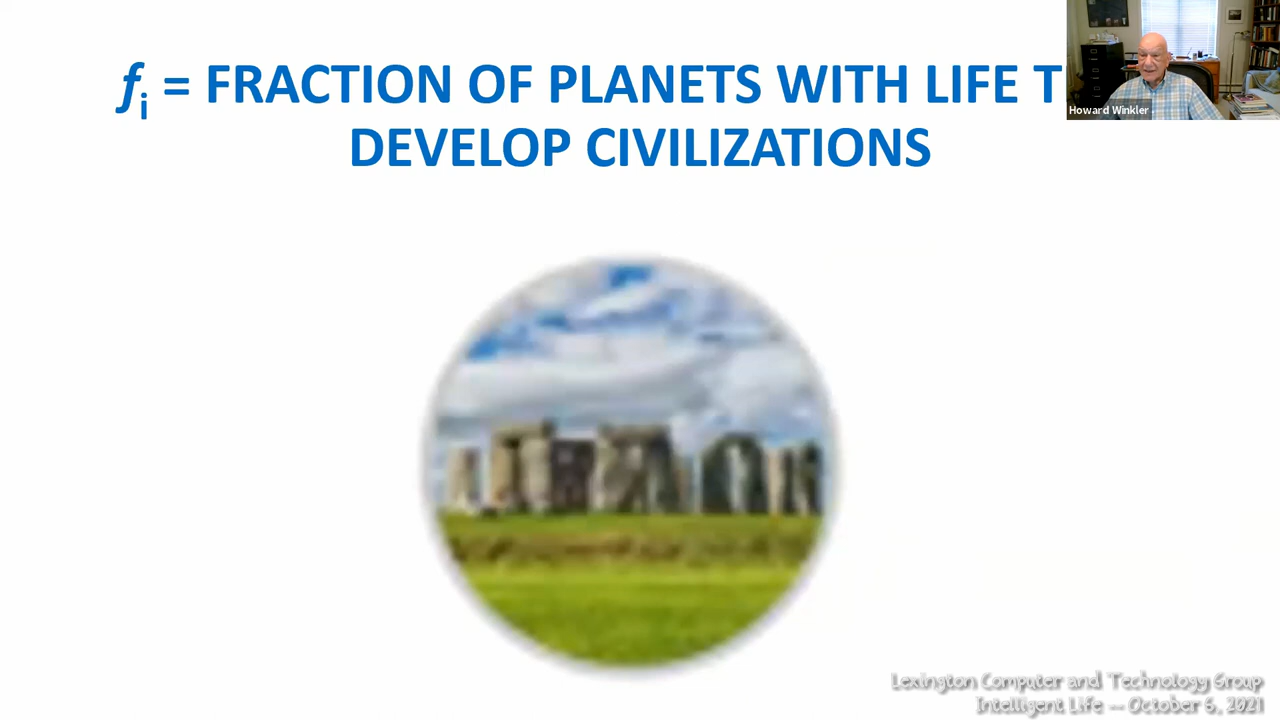 fi = FRACTION OF PLANETS WITH LIFE T
DEVELOP CIVILIZATIONS
Howard Winkler
Lexington Computer and Technology Group
Intelligent Life -- October 6, 2021